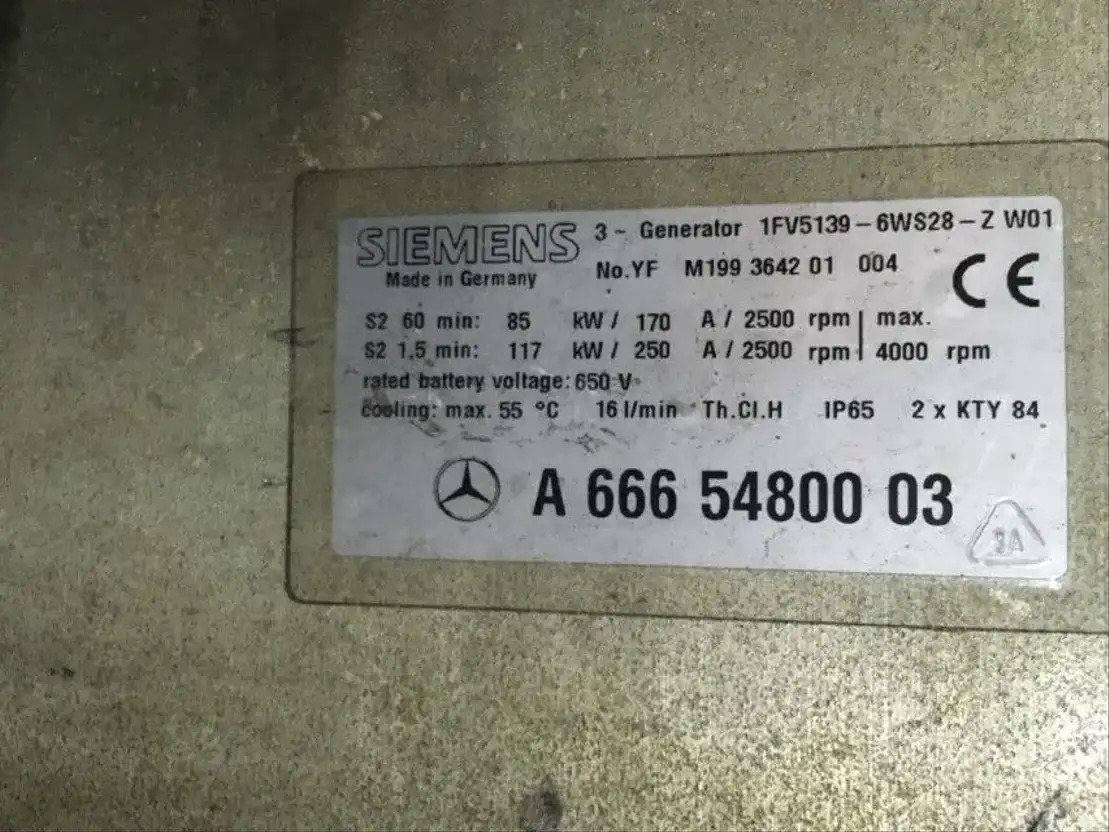 SIEMENS 3 ~ Generator 1FV5139-6WS28-Z W01
Made in Germany No.YF M199 3642 01 004
CE
S2 60 min: 85 kW / 170 A / 2500 rpm max.
S2 1,5 min: 117 kW / 250 A / 2500 rpm 4000 rpm
rated battery voltage: 650 V
cooling: max. 55 °C 16 l/min Th.Cl.H IP65 2 x KTY 84
A 666 54800 03
3A